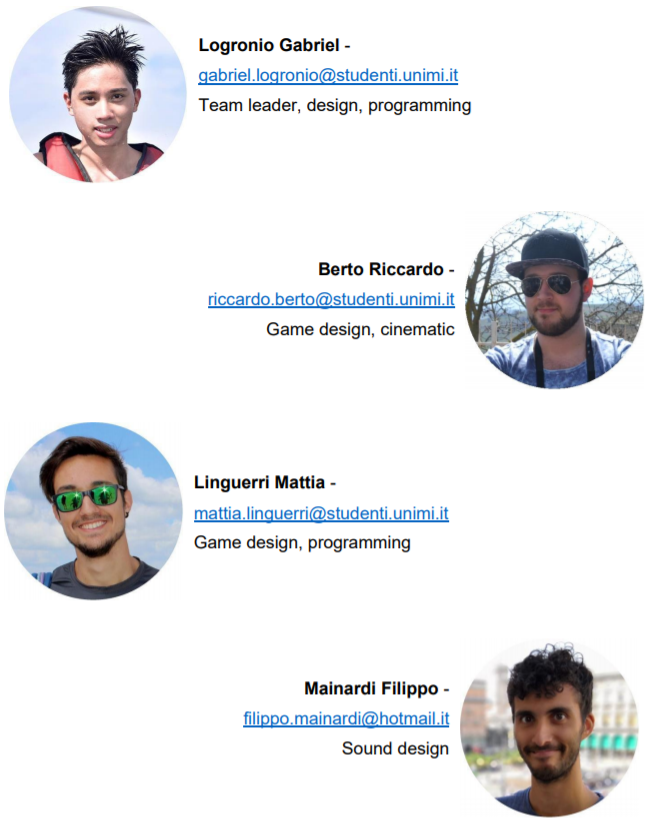 Logronio Gabriel -
gabriel.logronio@studenti.unimi.it
Team leader, design, programming
Berto Riccardo -
riccardo.berto@studenti.unimi.it
Game design, cinematic
Linguerri Mattia -
mattia.linguerri@studenti.unimi.it
Game design, programming
Mainardi Filippo -
filippo.mainardi@hotmail.it
Sound design